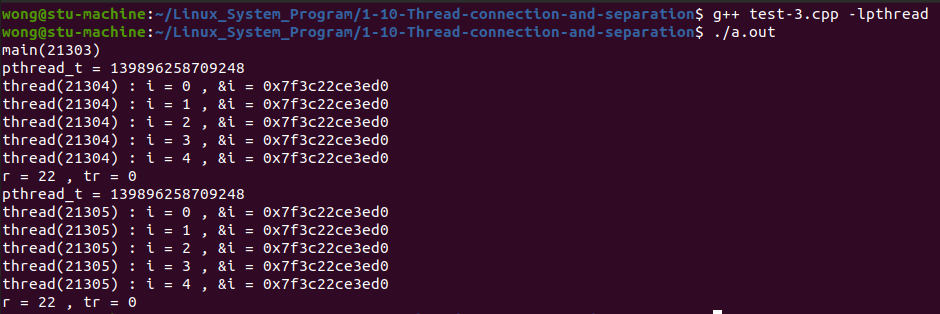 wong@stu-machine:~/Linux_System_Program/1-10-Thread-connection-and-separation$ g++ test-3.cpp -lpthread
wong@stu-machine:~/Linux_System_Program/1-10-Thread-connection-and-separation$ ./a.out
main(21303)
pthread_t = 139896258709248
thread(21304) : i = 0 , &i = 0x7f3c22ce3ed0
thread(21304) : i = 1 , &i = 0x7f3c22ce3ed0
thread(21304) : i = 2 , &i = 0x7f3c22ce3ed0
thread(21304) : i = 3 , &i = 0x7f3c22ce3ed0
thread(21304) : i = 4 , &i = 0x7f3c22ce3ed0
r = 22 , tr = 0
pthread_t = 139896258709248
thread(21305) : i = 0 , &i = 0x7f3c22ce3ed0
thread(21305) : i = 1 , &i = 0x7f3c22ce3ed0
thread(21305) : i = 2 , &i = 0x7f3c22ce3ed0
thread(21305) : i = 3 , &i = 0x7f3c22ce3ed0
thread(21305) : i = 4 , &i = 0x7f3c22ce3ed0
r = 22 , tr = 0